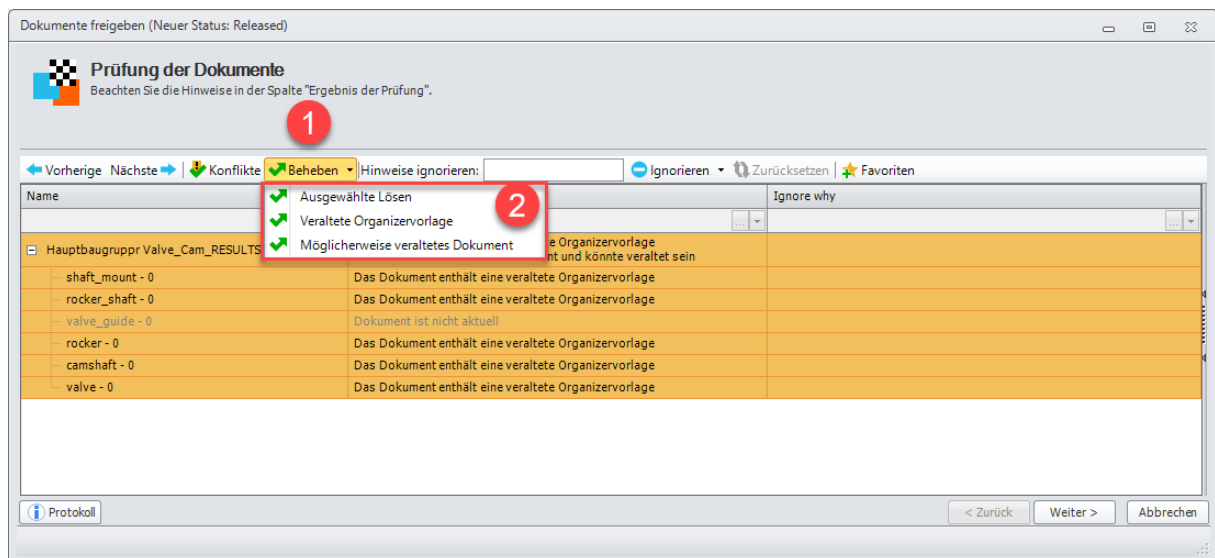 Dokumente freigeben (Neuer Status: Released)
Prüfung der Dokumente
Beachten Sie die Hinweise in der Spalte "Ergebnis der Prüfung".
1
Vorherige Nächste Konflikte Beheben Hinweise ignorieren: Ignorieren Zurücksetzen Favoriten
Name Ignore why
Ausgewählte Lösen
2
Veraltete Organizervorlage
Möglicherweise veraltetes Dokument
... ...
Hauptbaugruppr Valve_Cam_RESULTS
te Organizervorlage
nt und könnte veraltet sein
shaft_mount - 0 Das Dokument enthält eine veraltete Organizervorlage
rocker_shaft - 0 Das Dokument enthält eine veraltete Organizervorlage
valve_guide - 0 Dokument ist nicht aktuell
rocker - 0 Das Dokument enthält eine veraltete Organizervorlage
camshaft - 0 Das Dokument enthält eine veraltete Organizervorlage
valve - 0 Das Dokument enthält eine veraltete Organizervorlage
Protokoll < Zurück Weiter > Abbrechen